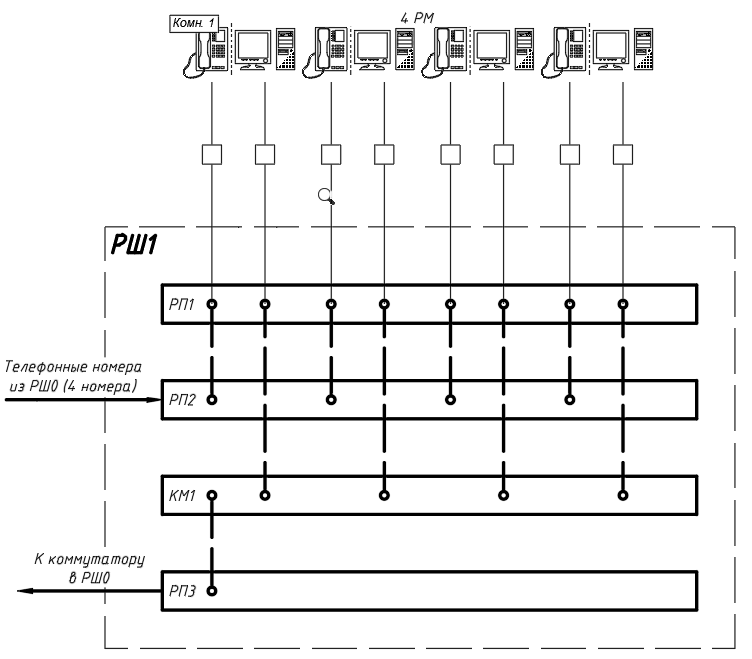 Комн. 1
4 РМ
РШ1
РП1
Телефонные номера
из РШ0 (4 номера)
РП2
КМ1
К коммутатору
в РШ0
РП3